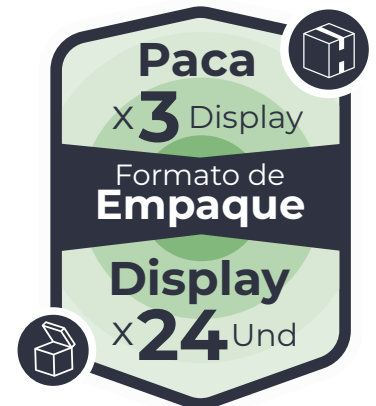 Paca
X 3 Display
Formato de
Empaque
Display
X 24 Und